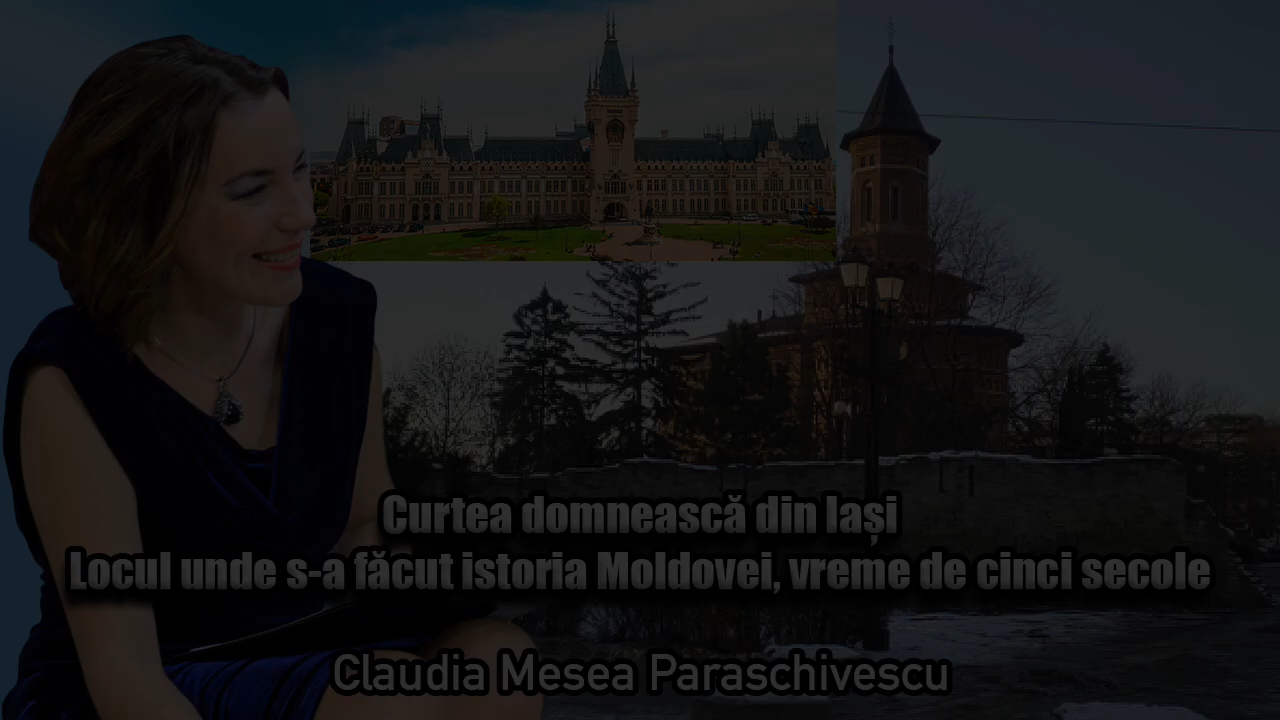 Curtea domnească din Iași
Locul unde s-a făcut istoria Moldovei, vreme de cinci secole
Claudia Mesea Paraschivescu